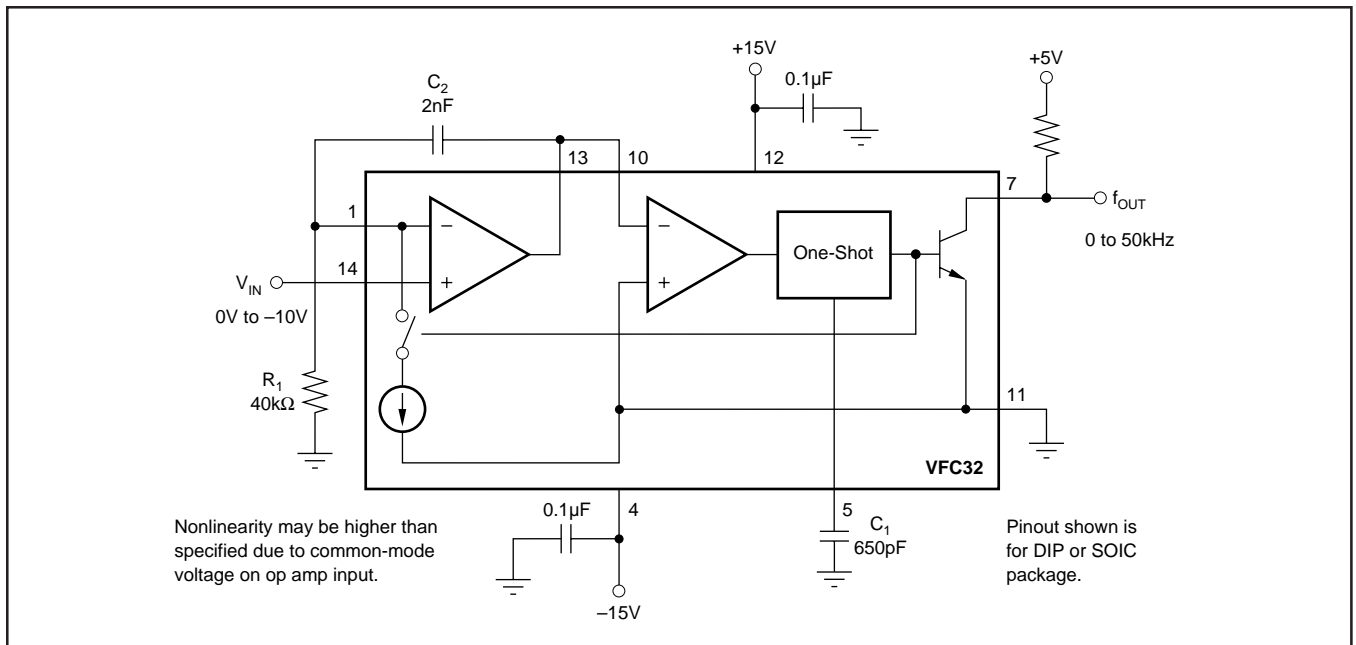 +15V
+5V
C2
2nF
0.1µF
13
10
12
7
1
fOUT
0 to 50kHz
−
+
−
+
One-Shot
14
VIN
0V to –10V
R1
40kΩ
11
VFC32
0.1µF
4
5
C1
650pF
–15V
Nonlinearity may be higher than
specified due to common-mode
voltage on op amp input.
Pinout shown is
for DIP or SOIC
package.